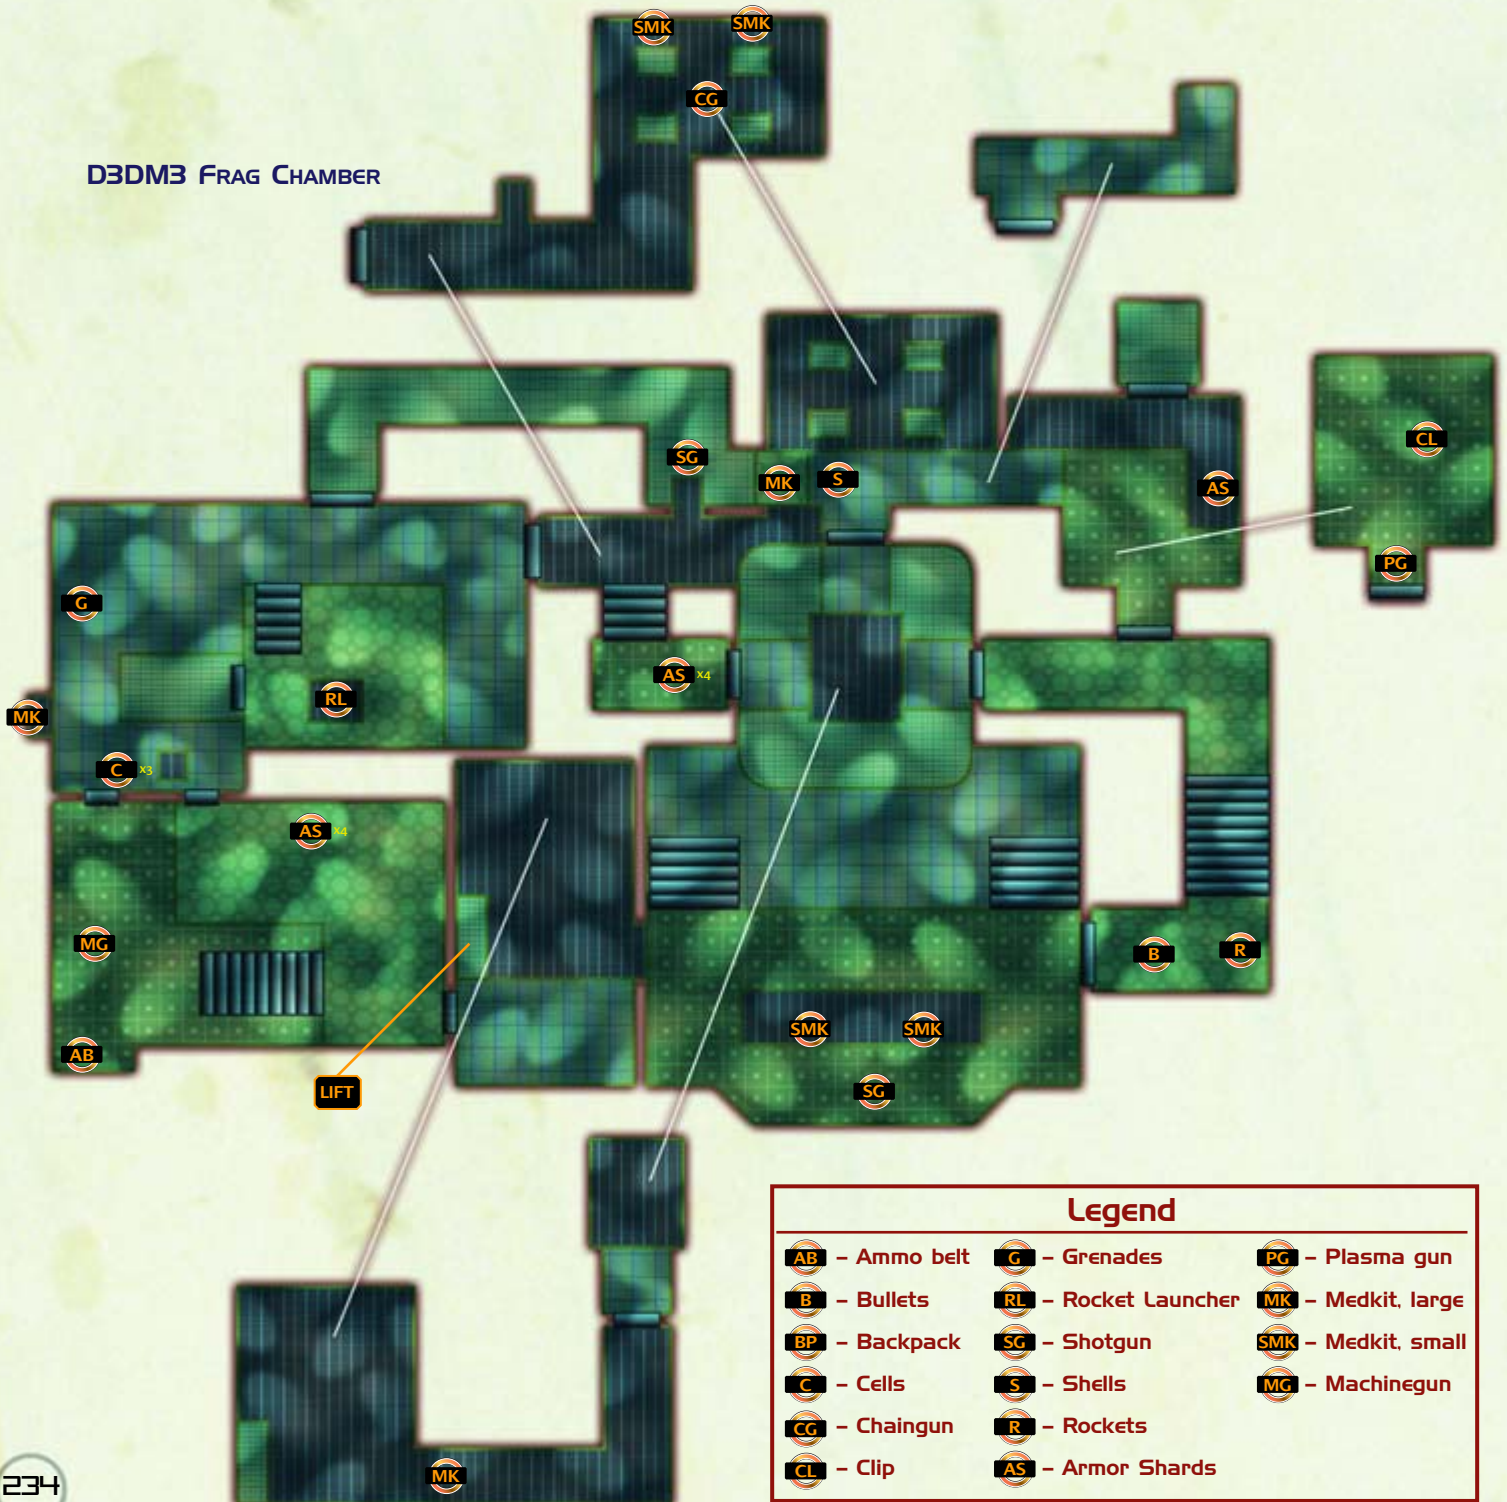 SMK SMK
CG
D3DM3 Frag Chamber
CL
SG
MK S
AS
PG
G
AS x4
RL
MK
C x3
AS x4
MG
B R
SMK SMK
AB
LIFT
SG
Legend
AB – Ammo belt
B – Bullets
BP – Backpack
C – Cells
CG – Chaingun
CL – Clip
G – Grenades
RL – Rocket Launcher
SG – Shotgun
S – Shells
R – Rockets
AS – Armor Shards
PG – Plasma gun
MK – Medkit, large
SMK – Medkit, small
MG – Machinegun
MK
234